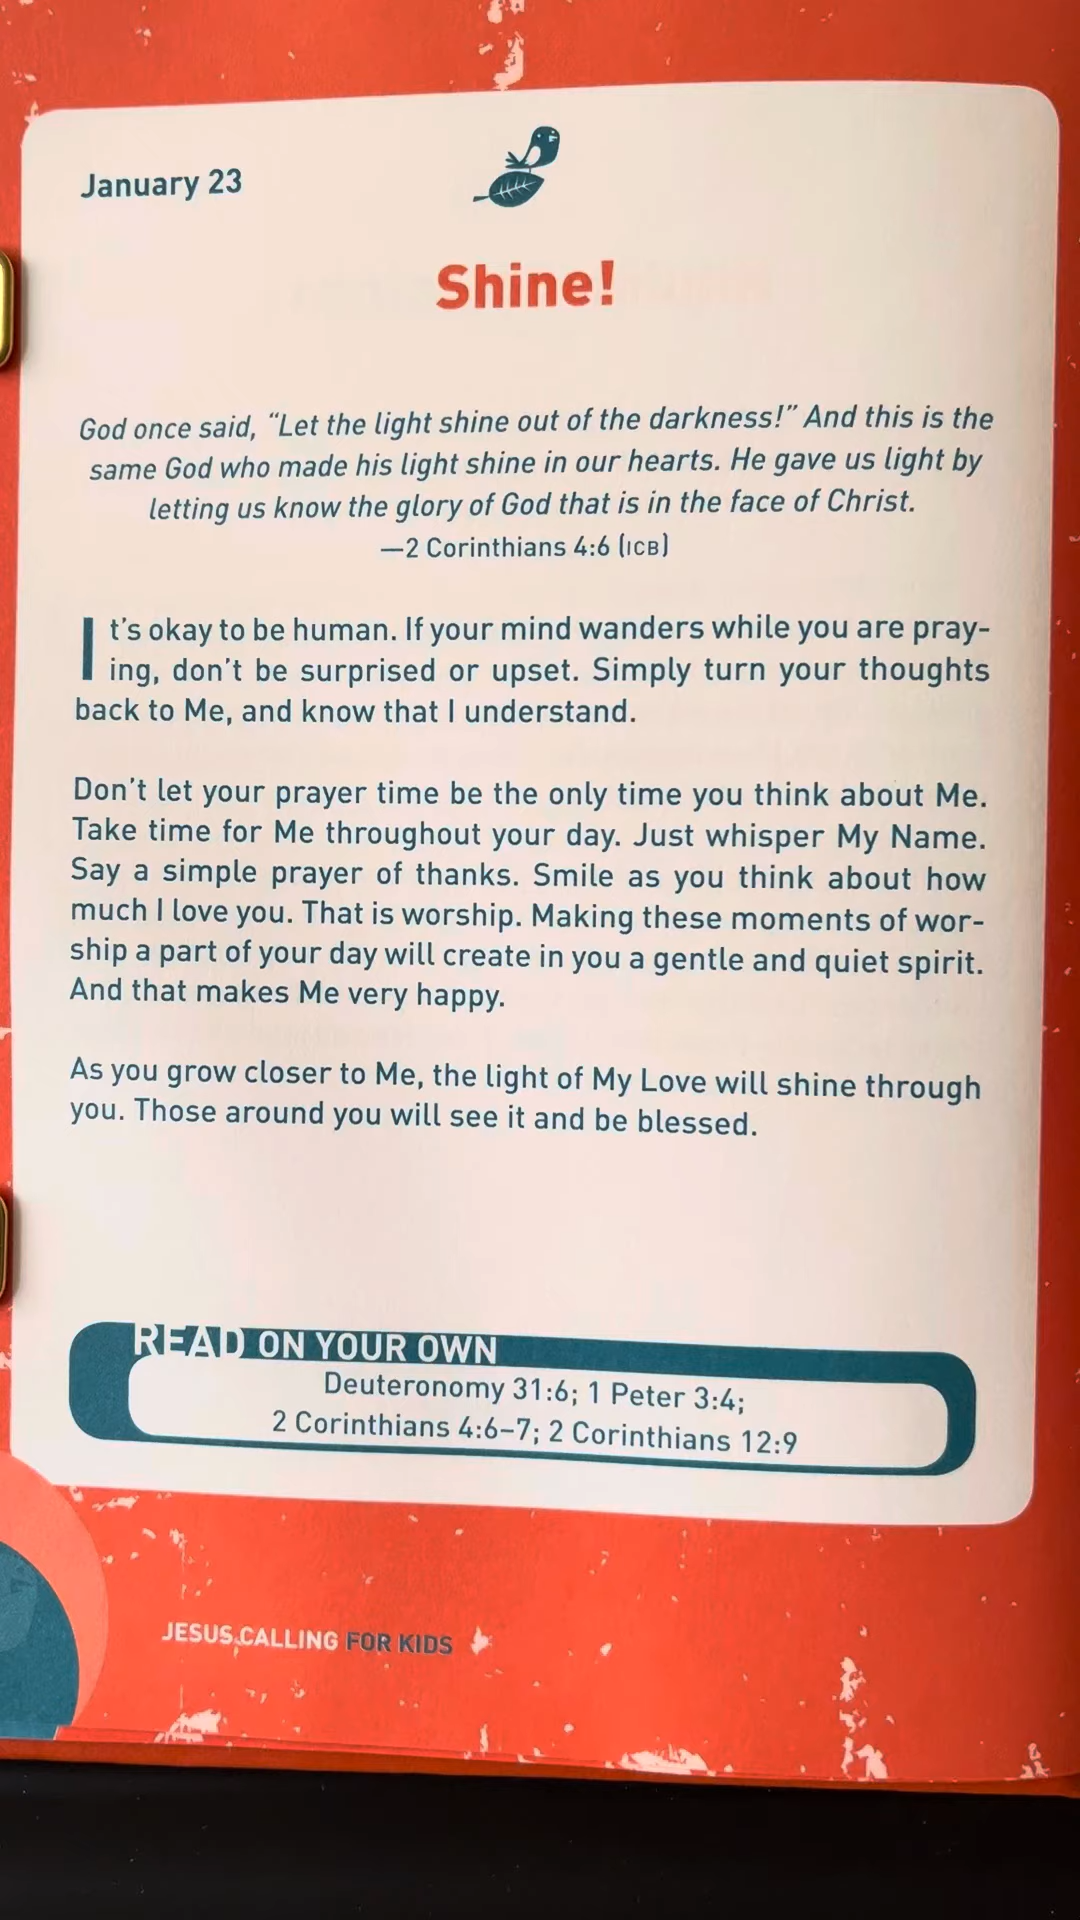 January 23
Shine!
God once said, “Let the light shine out of the darkness!” And this is the
same God who made his light shine in our hearts. He gave us light by
letting us know the glory of God that is in the face of Christ.
—2 Corinthians 4:6 (ICB)
It’s okay to be human. If your mind wanders while you are pray-
ing, don’t be surprised or upset. Simply turn your thoughts
back to Me, and know that I understand.
Don’t let your prayer time be the only time you think about Me.
Take time for Me throughout your day. Just whisper My Name.
Say a simple prayer of thanks. Smile as you think about how
much I love you. That is worship. Making these moments of wor-
ship a part of your day will create in you a gentle and quiet spirit.
And that makes Me very happy.
As you grow closer to Me, the light of My Love will shine through
you. Those around you will see it and be blessed.
READ ON YOUR OWN
Deuteronomy 31:6; 1 Peter 3:4;
2 Corinthians 4:6–7; 2 Corinthians 12:9
JESUS CALLING FOR KIDS